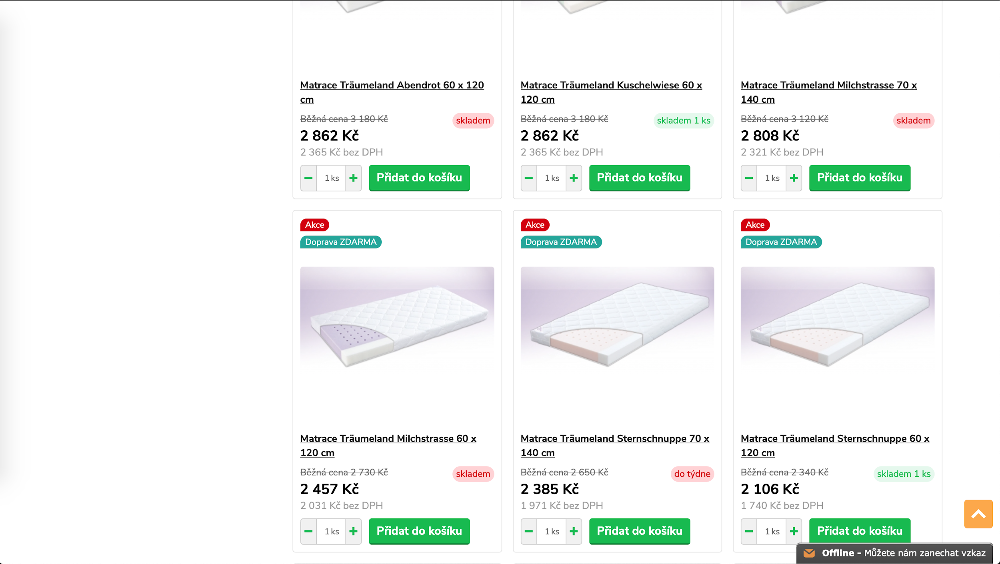 Matrace Träumeland Abendrot 60 x 120
cm
Běžná cena 3 180 Kč
skladem
2 862 Kč
2 365 Kč bez DPH
1 ks
Přidat do košíku
Matrace Träumeland Kuschelwiese 60 x
120 cm
Běžná cena 3 180 Kč
skladem 1 ks
2 862 Kč
2 365 Kč bez DPH
1 ks
Přidat do košíku
Matrace Träumeland Milchstrasse 70 x
140 cm
Běžná cena 3 120 Kč
skladem
2 808 Kč
2 321 Kč bez DPH
1 ks
Přidat do košíku
Akce
Doprava ZDARMA
Matrace Träumeland Milchstrasse 60 x
120 cm
Běžná cena 2 730 Kč
skladem
2 457 Kč
2 031 Kč bez DPH
1 ks
Přidat do košíku
Akce
Doprava ZDARMA
Matrace Träumeland Sternschnuppe 70 x
140 cm
Běžná cena 2 650 Kč
do týdne
2 385 Kč
1 971 Kč bez DPH
1 ks
Přidat do košíku
Akce
Doprava ZDARMA
Matrace Träumeland Sternschnuppe 60 x
120 cm
Běžná cena 2 340 Kč
skladem 1 ks
2 106 Kč
1 740 Kč bez DPH
1 ks
Přidat do košíku
Offline - Můžete nám zanechat vzkaz